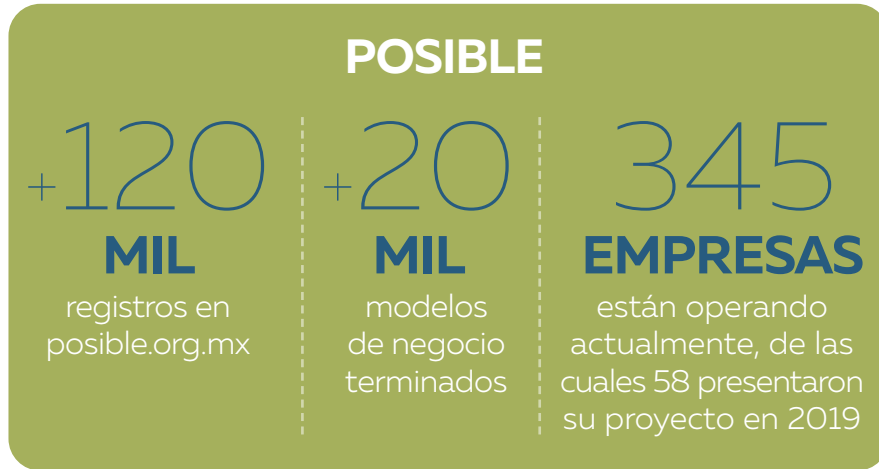 POSIBLE
+120
MIL
registros en
posible.org.mx
+20
MIL
modelos
de negocio
terminados
345
EMPRESAS
están operando
actualmente, de las
cuales 58 presentaron
su proyecto en 2019